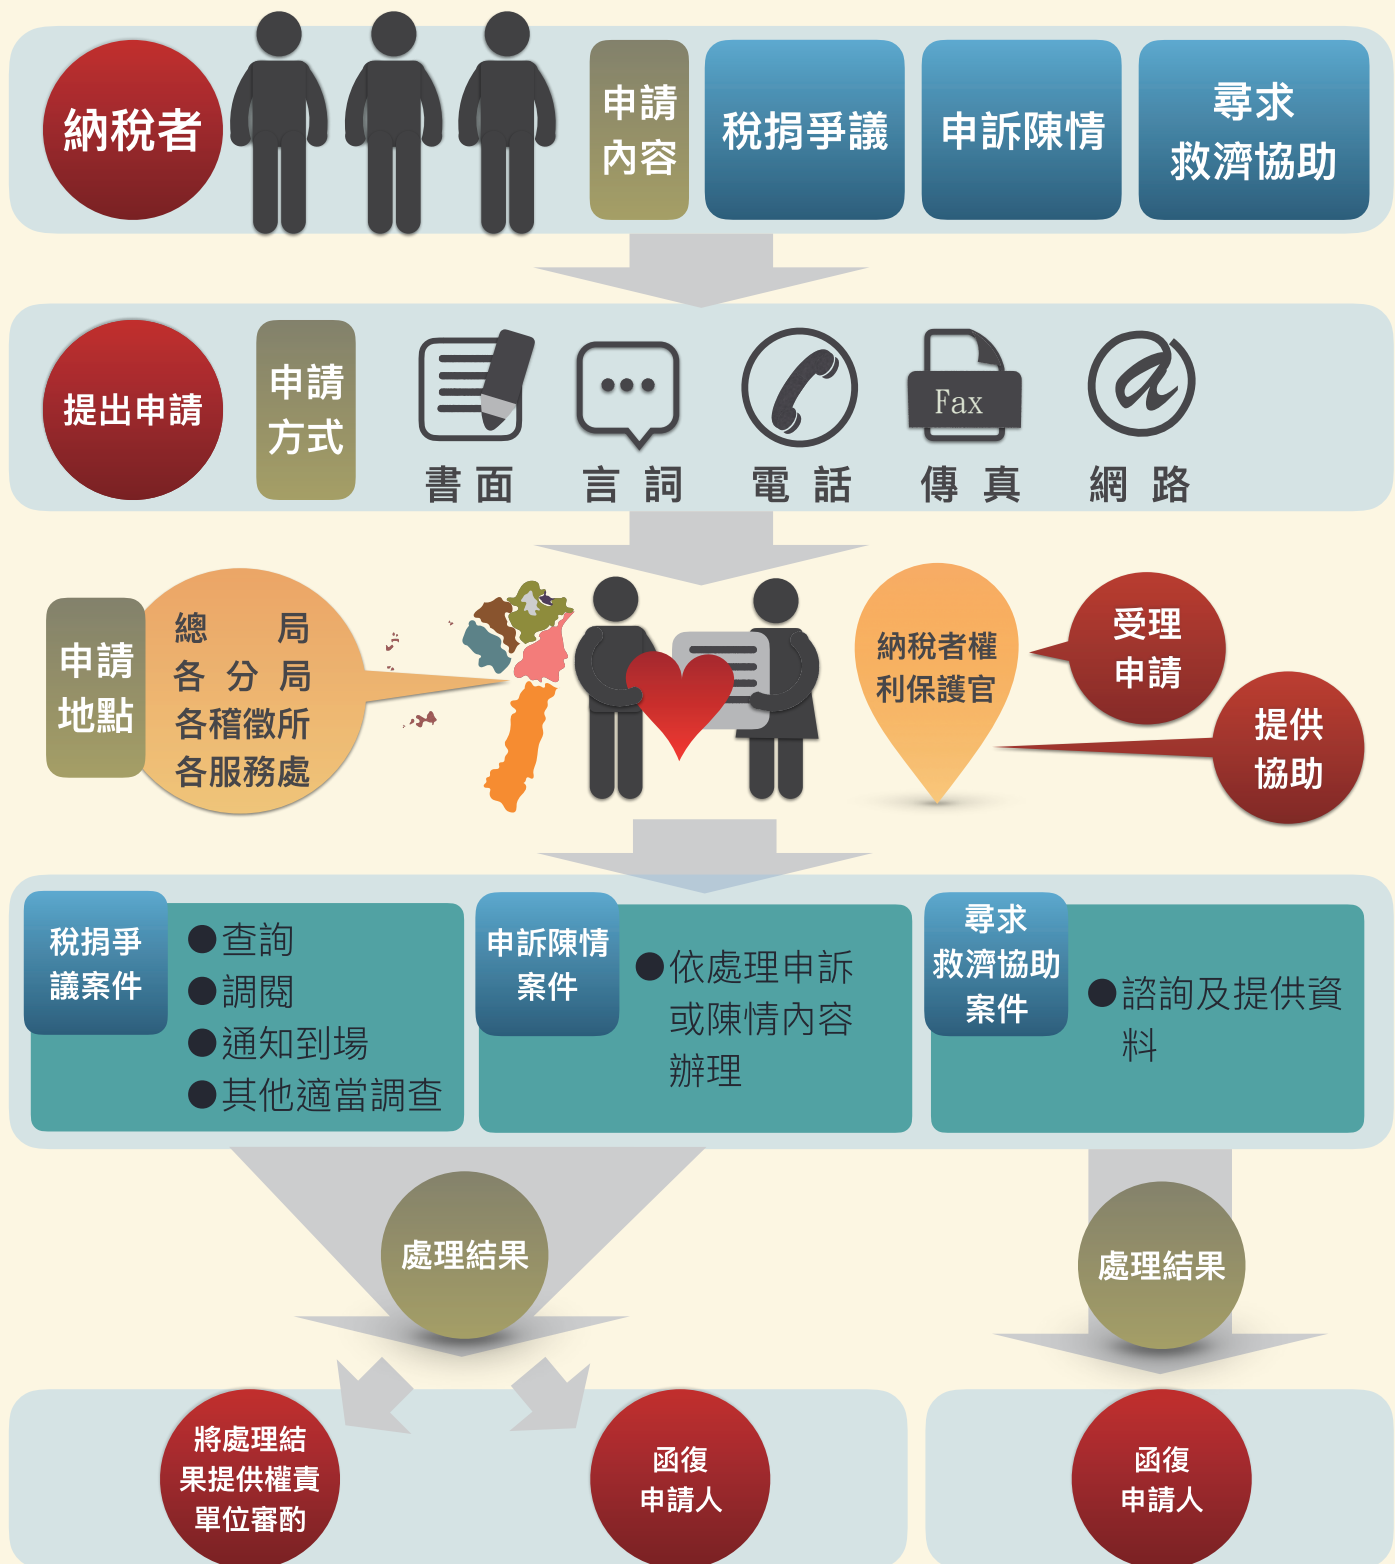 納稅者
申請
內容
稅捐爭議
申訴陳情
尋求
救濟協助
提出申請
申請
方式
Fax
書面
言詞
電話
傳真
網路
申請
地點
總局
各分局
各稽徵所
各服務處
納稅者權
利保護官
受理
申請
提供
協助
稅捐爭
議案件
●查詢
●調閱
●通知到場
●其他適當調查
申訴陳情
案件
●依處理申訴
或陳情內容
辦理
尋求
救濟協助
案件
●諮詢及提供資
料
處理結果
處理結果
將處理結
果提供權責
單位審酌
函復
申請人
函復
申請人